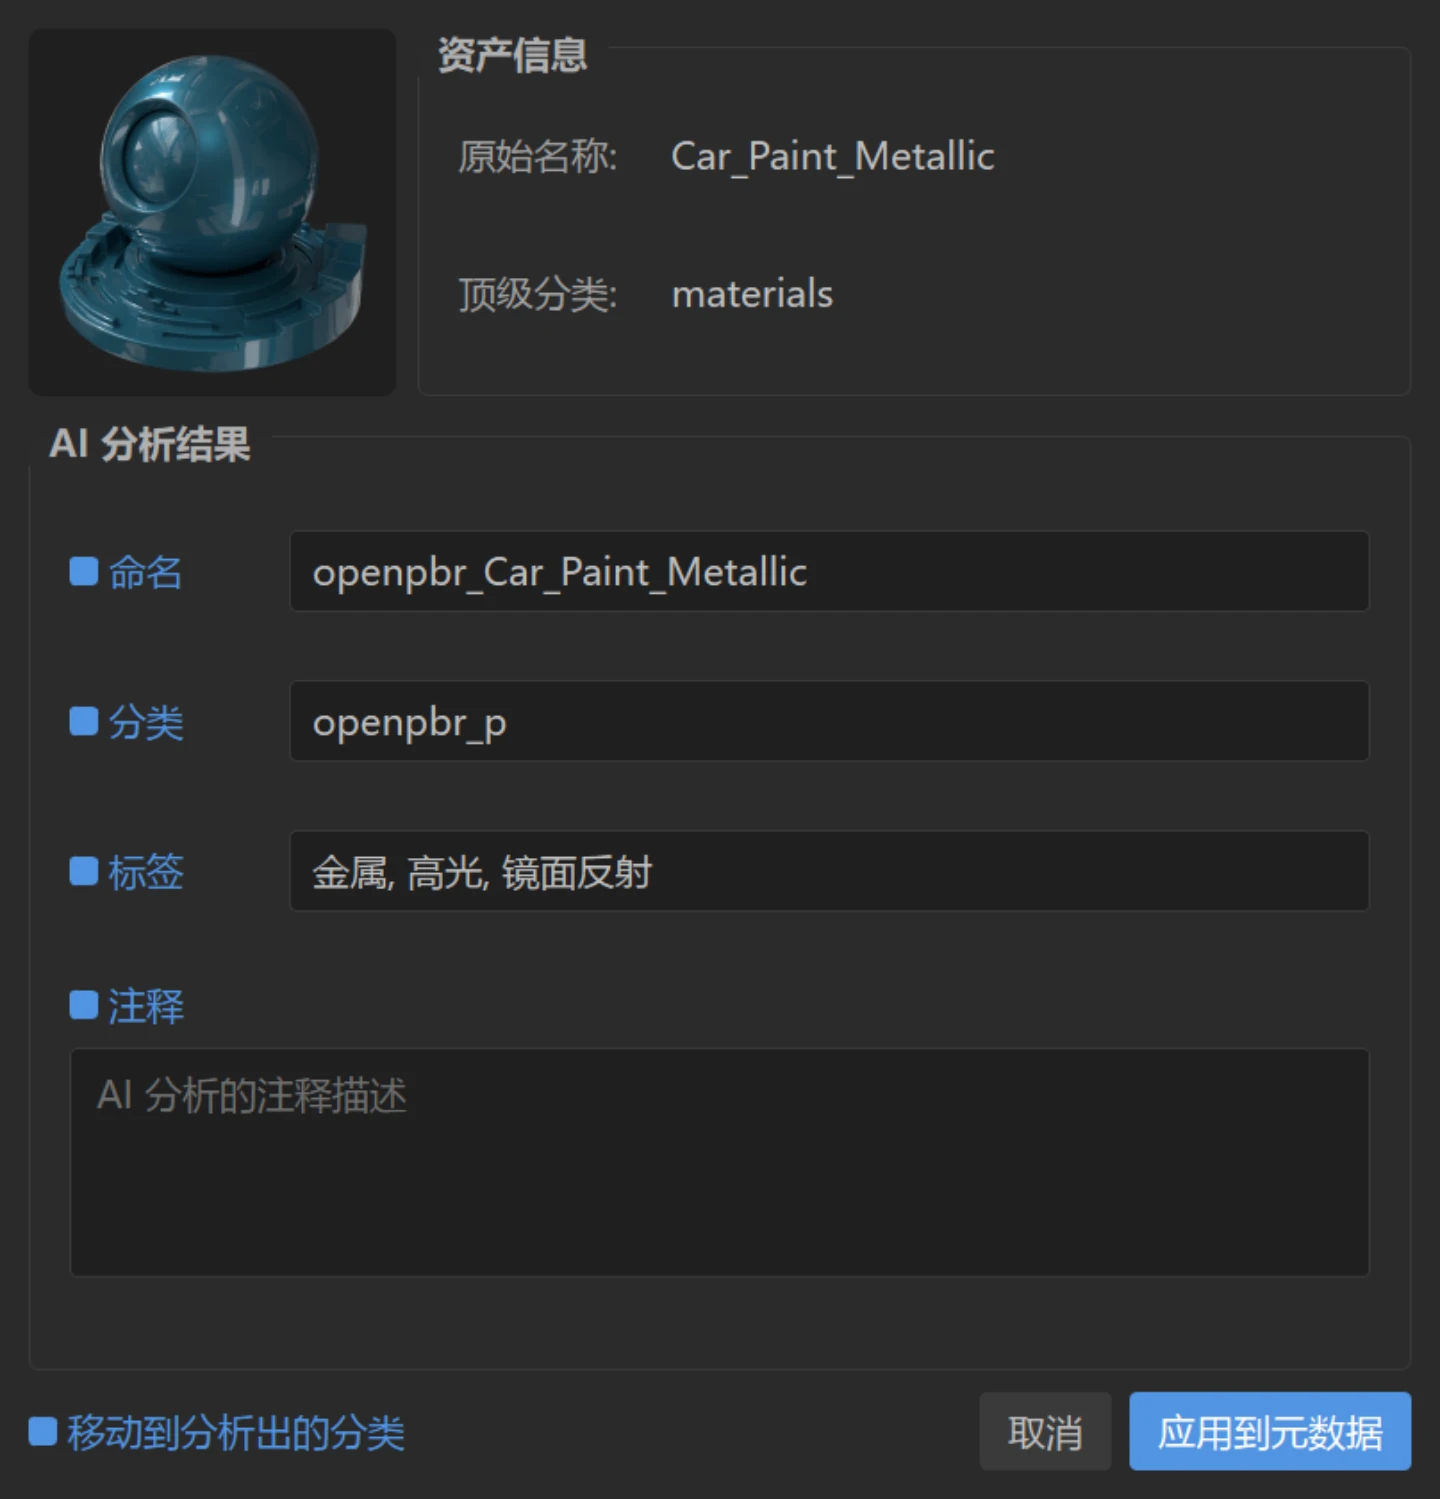 资产信息
原始名称: Car_Paint_Metallic
顶级分类: materials
AI 分析结果
命名 openpbr_Car_Paint_Metallic
分类 openpbr_p
标签 金属, 高光, 镜面反射
注释
AI 分析的注释描述
移动到分析出的分类 取消 应用到元数据